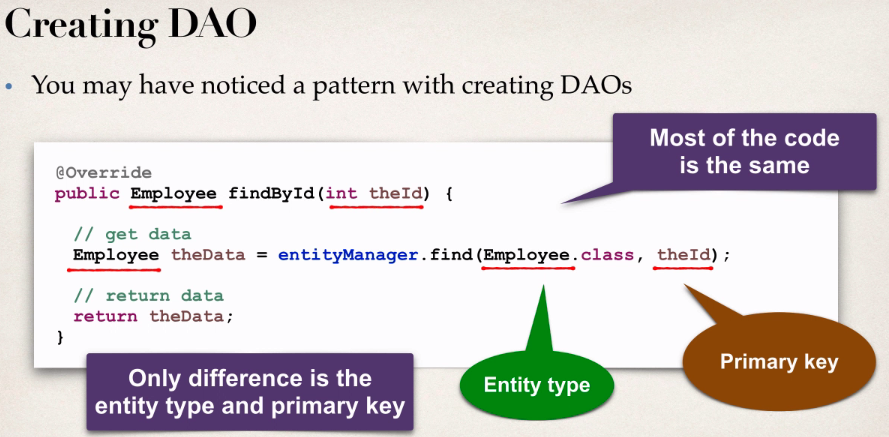 Creating DAO
• You may have noticed a pattern with creating DAOs
Most of the code
is the same
@Override
public Employee findById(int theId) {
// get data
Employee theData = entityManager.find(Employee.class, theId);
// return data
return theData;
}
Only difference is the
entity type and primary key
Entity type
Primary key